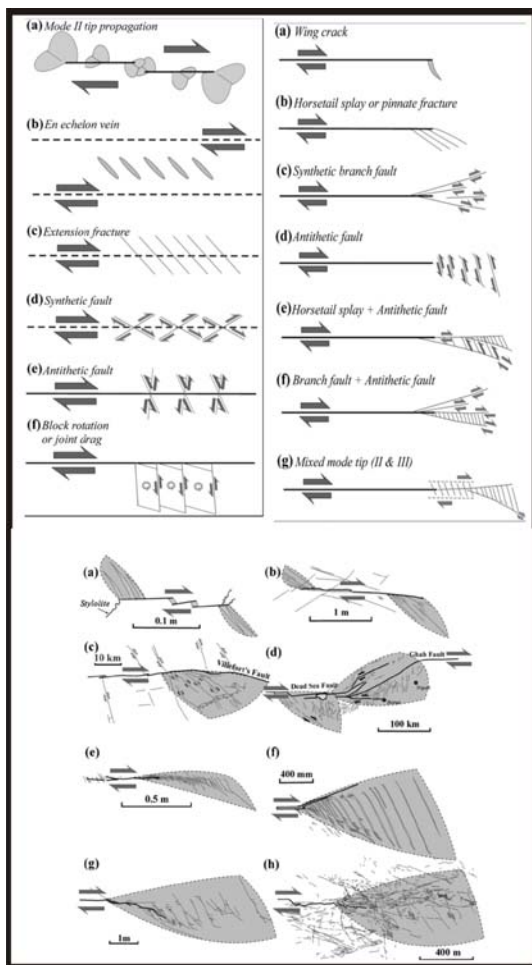 (a) Mode II tip propagation
(b) En echelon vein
(c) Extension fracture
(d) Synthetic fault
(e) Antithetic fault
(f) Block rotation
or joint drag
(a) Wing crack
(b) Horsetail splay or pinnate fracture
(c) Synthetic branch fault
(d) Antithetic fault
(e) Horsetail splay + Antithetic fault
(f) Branch fault + Antithetic fault
(g) Mixed mode tip (II & III)
(a)
Stylolite
0.1 m
(b)
1 m
(c)
10 km
Villefort's Fault
(d)
Ghab Fault
Dead Sea Fault
100 km
(e)
0.5 m
(f)
400 mm
(g)
1m
(h)
400 m